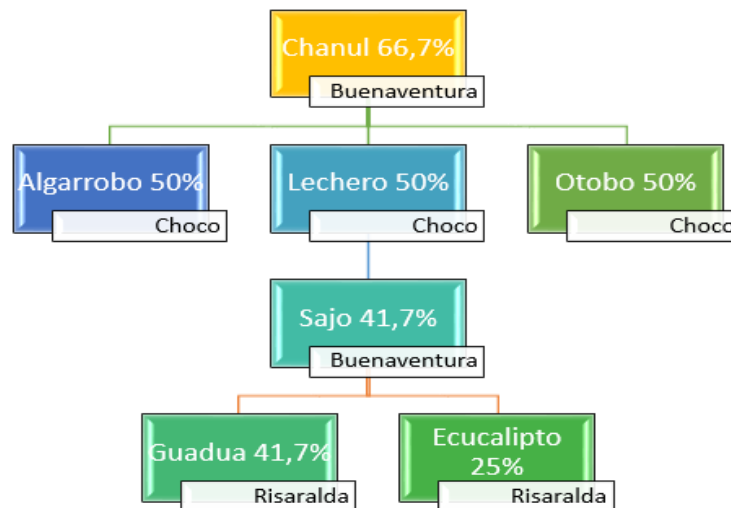 Chanul 66,7%
Buenaventura
Algarrobo 50%
Choco
Lechero 50%
Choco
Otobo 50%
Choco
Sajo 41,7%
Buenaventura
Guadua 41,7%
Risaralda
Ecucalipto
25%
Risaralda